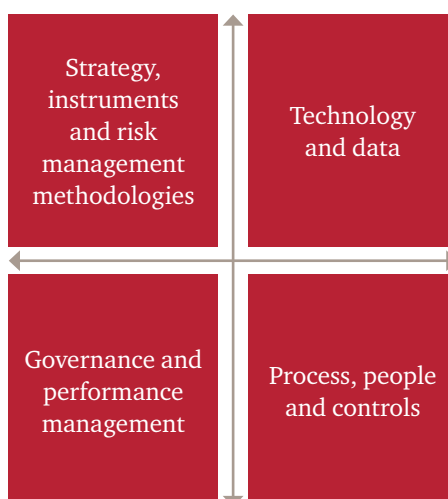 Strategy,
instruments
and risk
management
methodologies
Technology
and data
Governance and
performance
management
Process, people
and controls